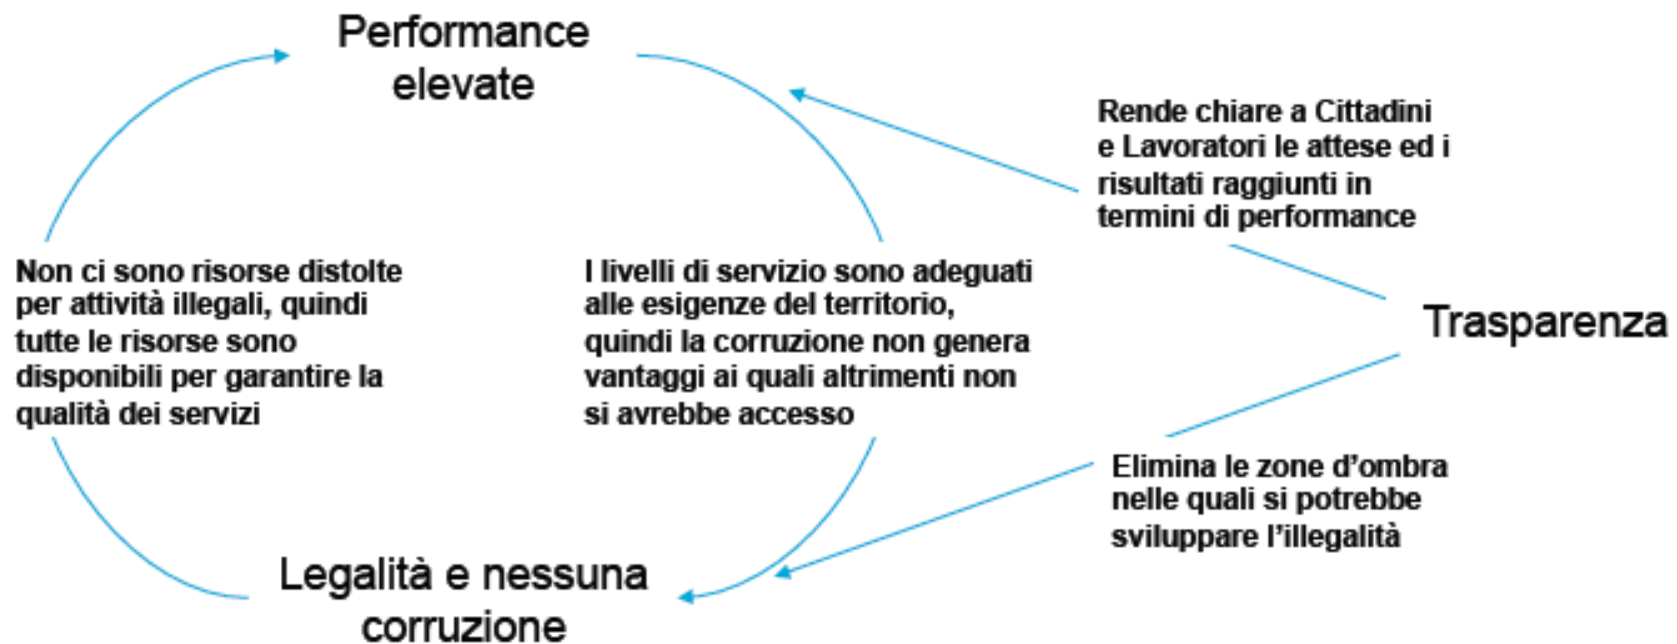 Performance
elevate
Rende chiare a Cittadini
e Lavoratori le attese ed i
risultati raggiunti in
termini di performance
Non ci sono risorse distolte
per attività illegali, quindi
tutte le risorse sono
disponibili per garantire la
qualità dei servizi
I livelli di servizio sono adeguati
alle esigenze del territorio,
quindi la corruzione non genera
vantaggi ai quali altrimenti non
si avrebbe accesso
Trasparenza
Elimina le zone d’ombra
nelle quali si potrebbe
sviluppare l’illegalità
Legalità e nessuna
corruzione